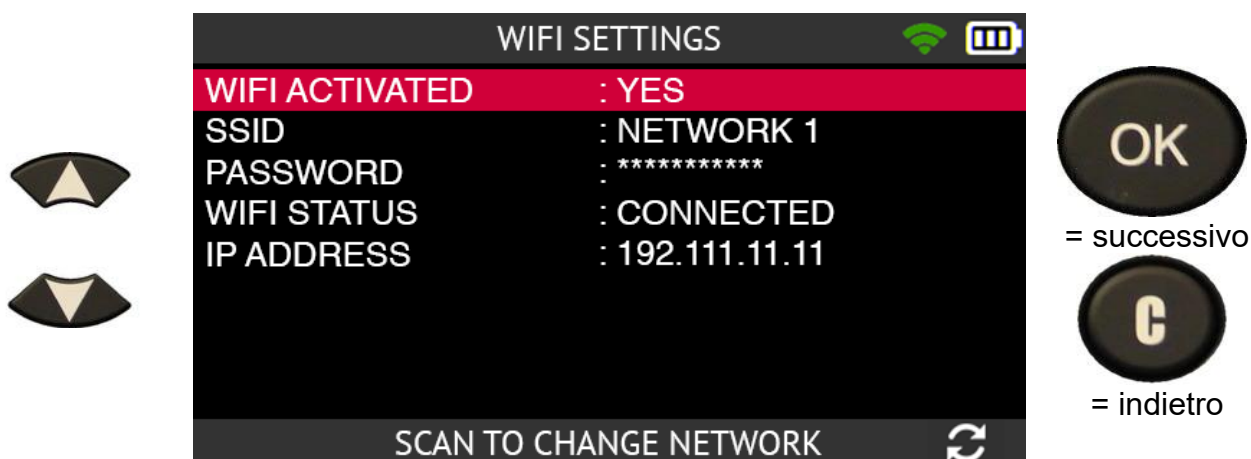 WIFI SETTINGS
WIFI ACTIVATED : YES
SSID : NETWORK 1
PASSWORD : ***********
WIFI STATUS : CONNECTED
IP ADDRESS : 192.111.11.11
SCAN TO CHANGE NETWORK
OK
= successivo
C
= indietro